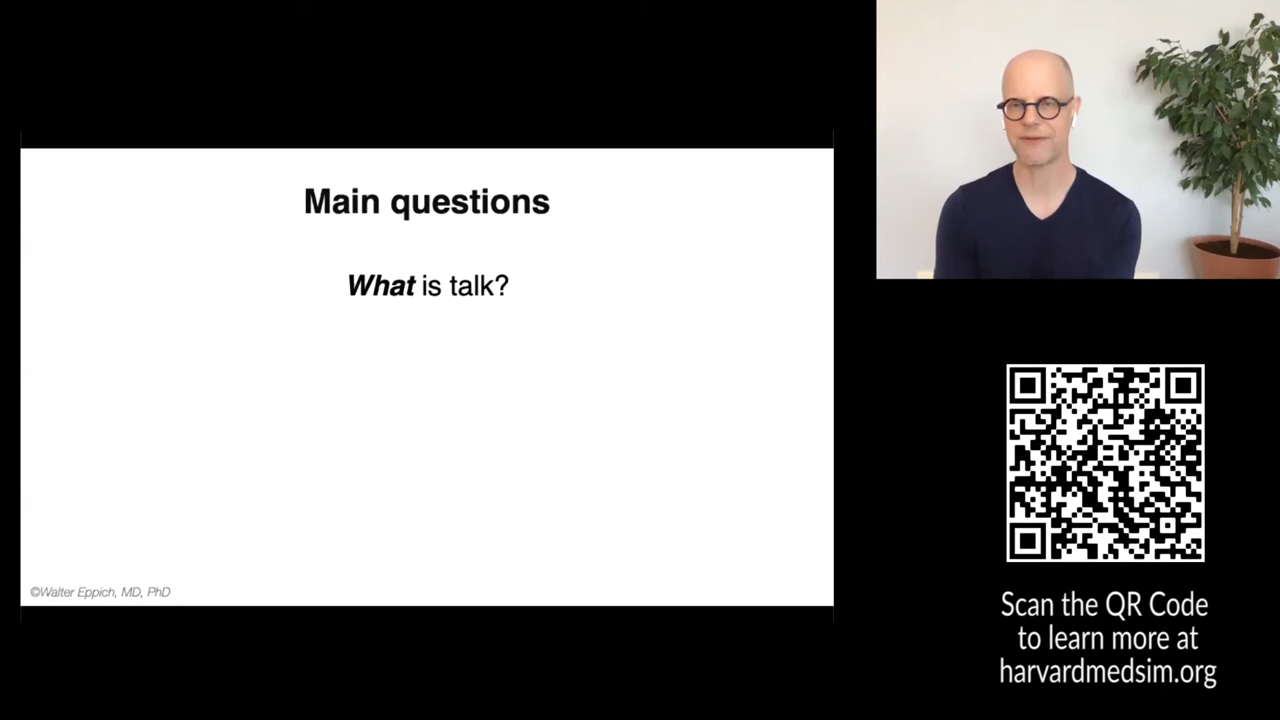 Main questions
What is talk?
©Walter Eppich, MD, PhD
Scan the QR Code
to learn more at
harvardmedsim.org